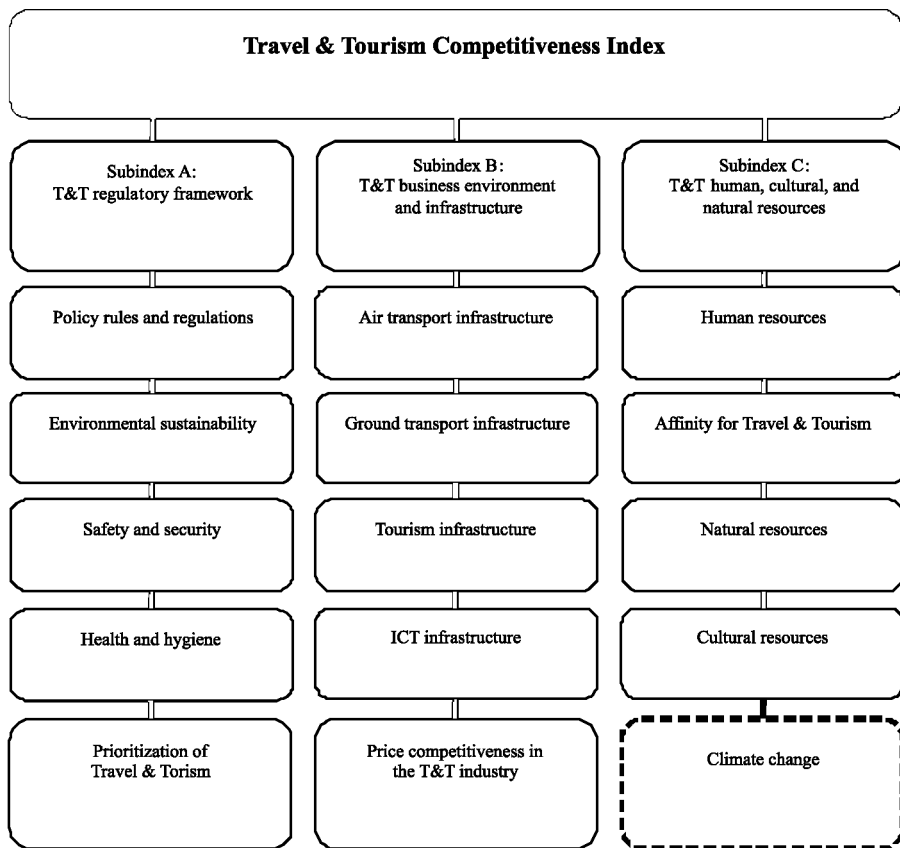 Travel & Tourism Competitiveness Index
Subindex A:
T&T regulatory framework
Subindex B:
T&T business environment
and infrastructure
Subindex C:
T&T human, cultural, and
natural resources
Policy rules and regulations
Air transport infrastructure
Human resources
Environmental sustainability
Ground transport infrastructure
Affinity for Travel & Tourism
Safety and security
Tourism infrastructure
Natural resources
Health and hygiene
ICT infrastructure
Cultural resources
Prioritization of
Travel & Torism
Price competitiveness in
the T&T industry
Climate change